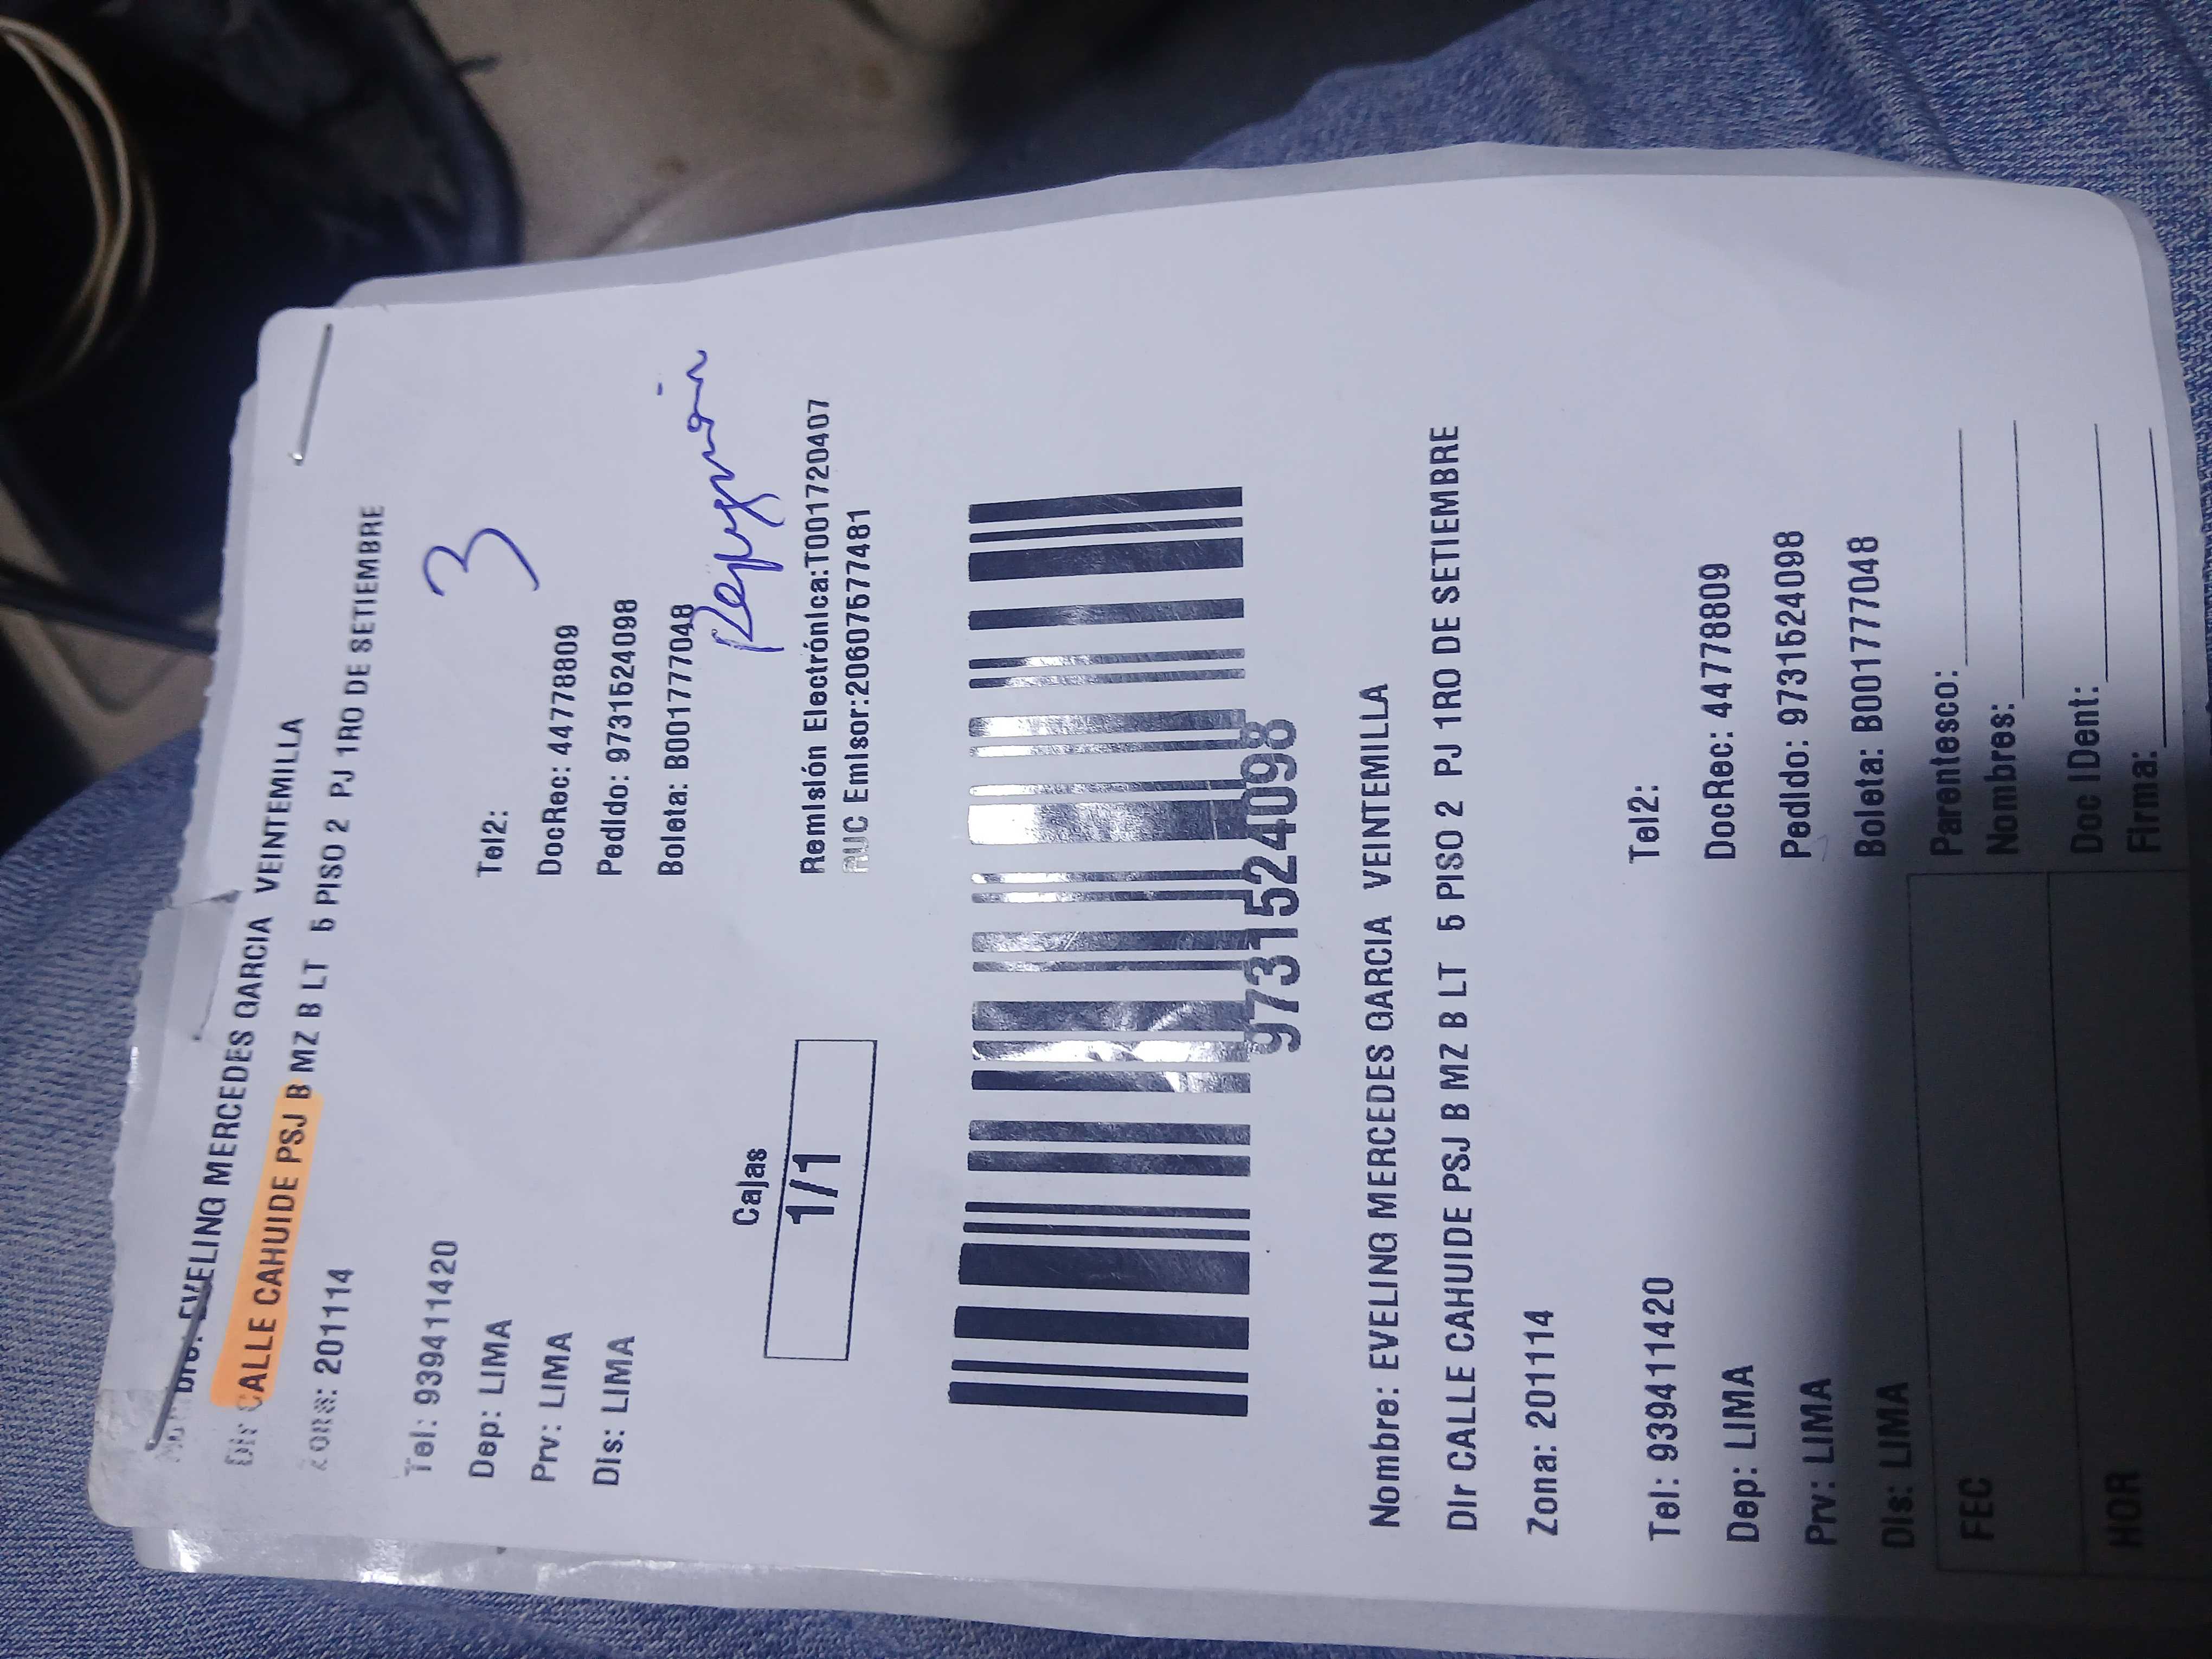 EVELING MERCEDES GARCIA VEINTEMILLA
Dir CALLE CAHUIDE PSJ B MZ B LT 5 PISO 2 PJ 1RO DE SETIEMBRE
Zona: 201114
3
Tel: 939411420 Tel2:
Dep: LIMA DocRec: 44778809
Prv: LIMA Pedido: 9731524098
Dis: LIMA Boleta: B001777048
Cajas
1/1
Remisión Electrónica:T001720407
RUC Emisor:20607577481
9731524098
Nombre: EVELING MERCEDES GARCIA VEINTEMILLA
Dir CALLE CAHUIDE PSJ B MZ B LT 5 PISO 2 PJ 1RO DE SETIEMBRE
Zona: 201114
Tel: 939411420 Tel2:
Dep: LIMA DocRec: 44778809
Prv: LIMA Pedido: 9731524098
Dis: LIMA Boleta: B001777048
FEC Parentesco:
Nombres:
HOR Doc IDent:
Firma: